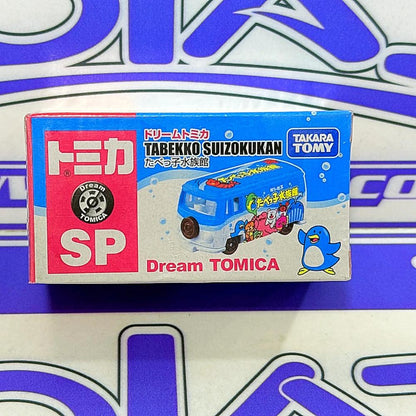 ドリームトミカ
TABEKKO SUIZOKUKAN
たべっ子水族館
TAKARA
TOMY
トミカ
®
Dream
TOMICA
SP
たべっ子水族館
Dream TOMICA